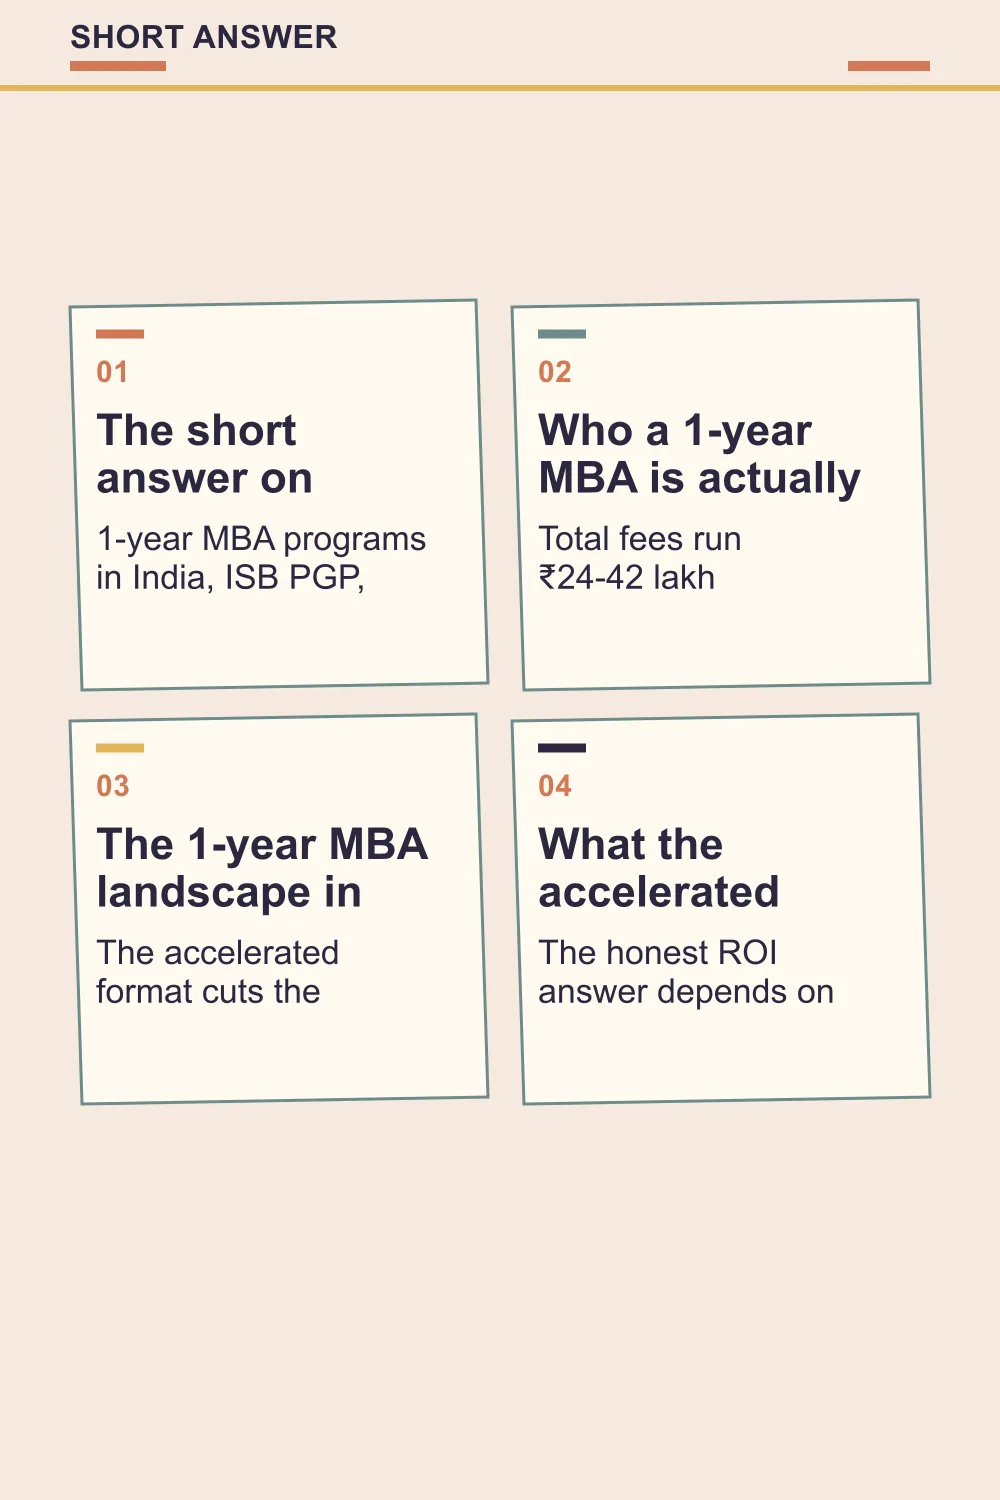 SHORT ANSWER
01
The short
answer on
1-year MBA programs
in India, ISB PGP,
02
Who a 1-year
MBA is actually
Total fees run
₹24-42 lakh
03
The 1-year MBA
landscape in
The accelerated
format cuts the
04
What the
accelerated
The honest ROI
answer depends on